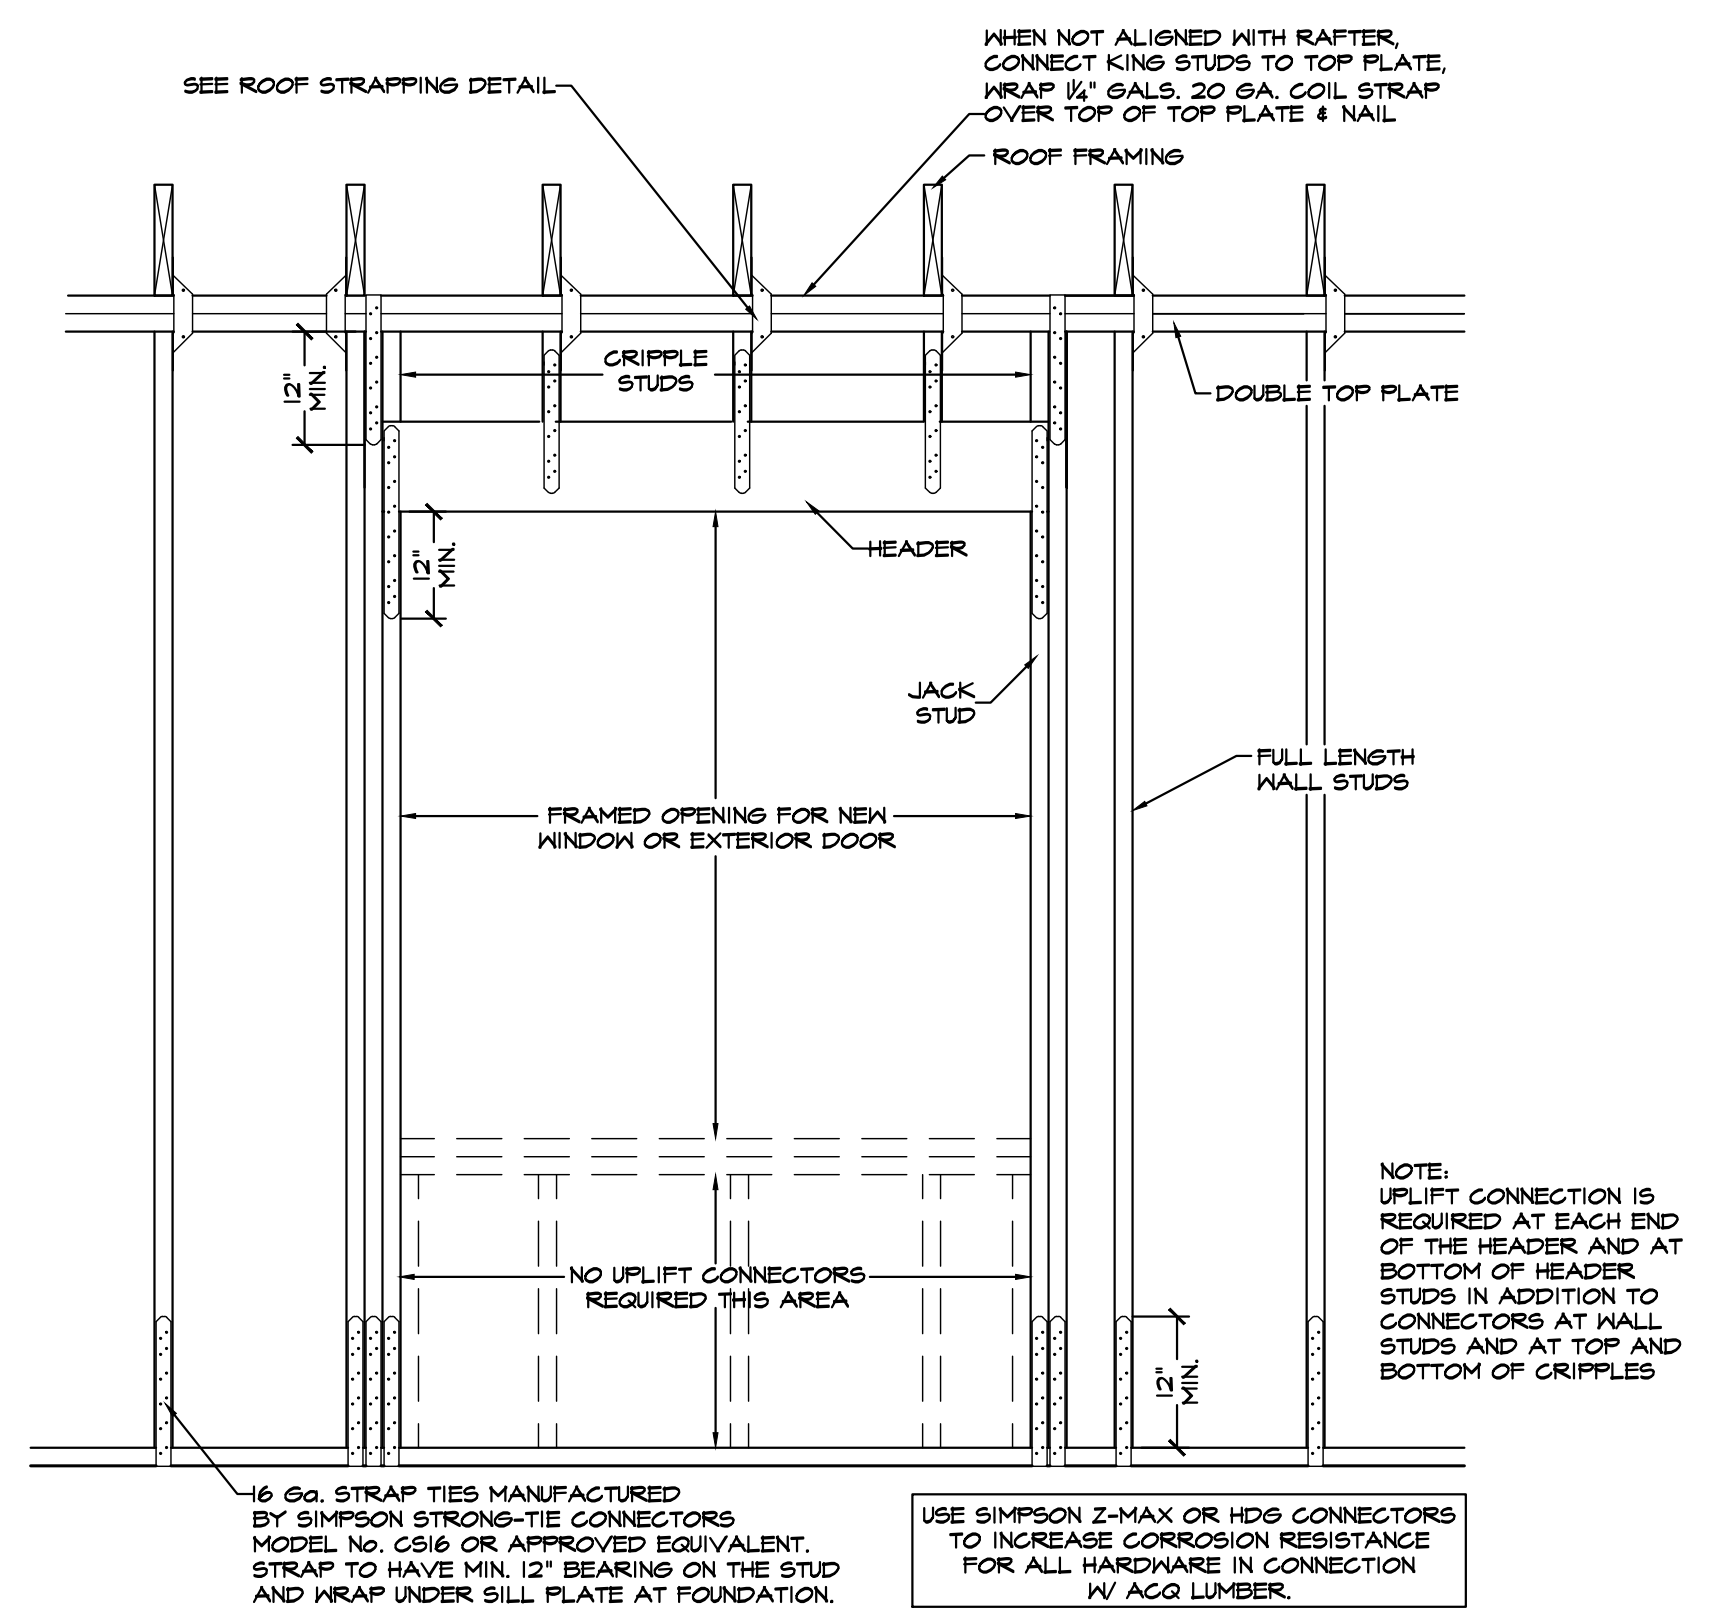 WHEN NOT ALIGNED WITH RAFTER,
CONNECT KING STUDS TO TOP PLATE,
WRAP 1¼" GALS. 20 GA. COIL STRAP
OVER TOP OF TOP PLATE & NAIL
SEE ROOF STRAPPING DETAIL
ROOF FRAMING
CRIPPLE
STUDS
12"
MIN.
DOUBLE TOP PLATE
HEADER
12"
MIN.
JACK
STUD
FULL LENGTH
WALL STUDS
FRAMED OPENING FOR NEW
WINDOW OR EXTERIOR DOOR
NOTE:
UPLIFT CONNECTION IS
REQUIRED AT EACH END
OF THE HEADER AND AT
BOTTOM OF HEADER
STUDS IN ADDITION TO
CONNECTORS AT WALL
STUDS AND AT TOP AND
BOTTOM OF CRIPPLES
NO UPLIFT CONNECTORS
REQUIRED THIS AREA
12"
MIN.
16 Ga. STRAP TIES MANUFACTURED
BY SIMPSON STRONG-TIE CONNECTORS
MODEL No. CS16 OR APPROVED EQUIVALENT.
STRAP TO HAVE MIN. 12" BEARING ON THE STUD
AND WRAP UNDER SILL PLATE AT FOUNDATION.
USE SIMPSON Z-MAX OR HDG CONNECTORS
TO INCREASE CORROSION RESISTANCE
FOR ALL HARDWARE IN CONNECTION
W/ ACQ LUMBER.